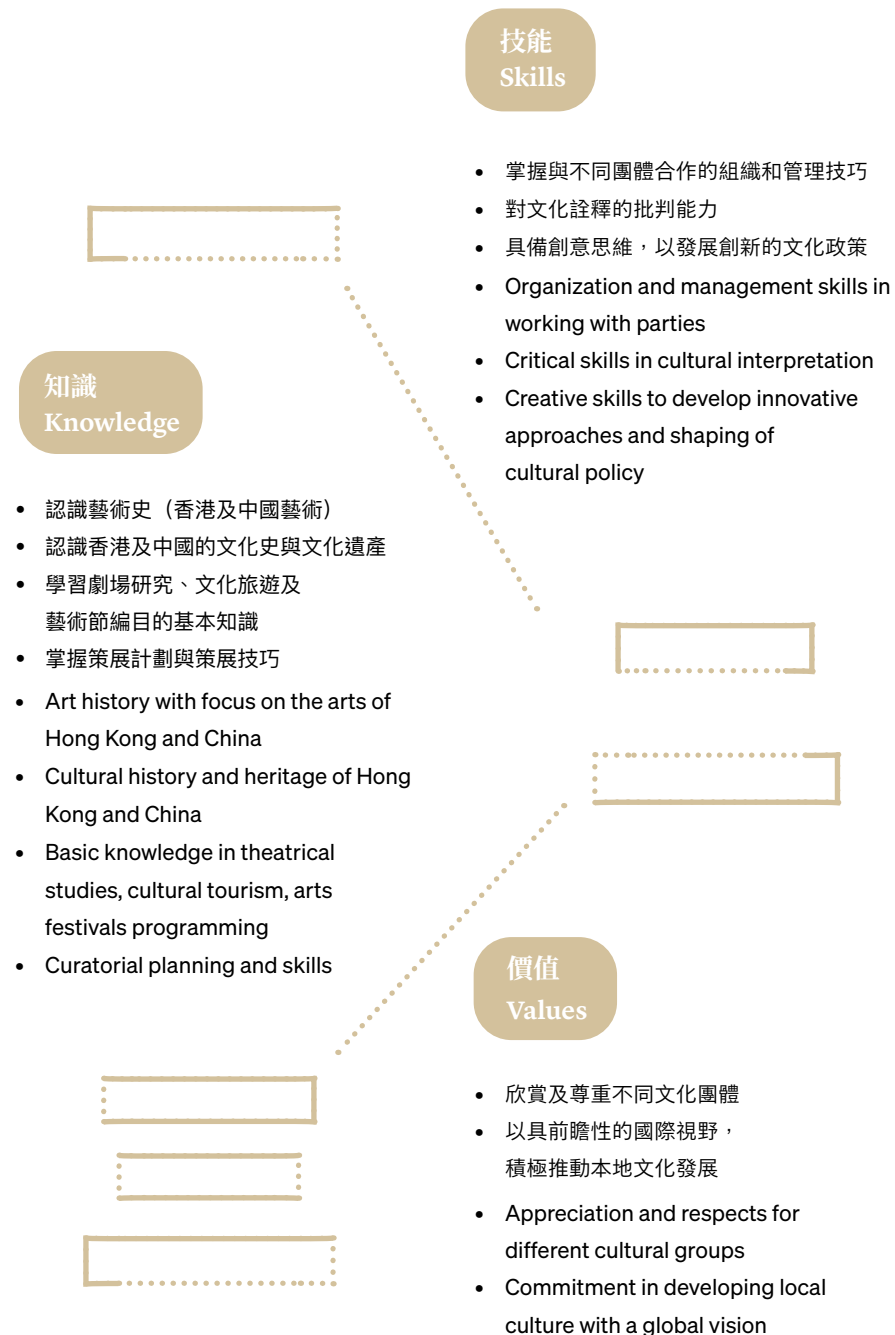 技能
Skills
• 掌握與不同團體合作的組織和管理技巧
• 對文化詮釋的批判能力
• 具備創意思維，以發展創新的文化政策
• Organization and management skills in
working with parties
• Critical skills in cultural interpretation
• Creative skills to develop innovative
approaches and shaping of
cultural policy
知識
Knowledge
• 認識藝術史（香港及中國藝術）
• 認識香港及中國的文化史與文化遺產
• 學習劇場研究、文化旅遊及
藝術節編目的基本知識
• 掌握策展計劃與策展技巧
• Art history with focus on the arts of
Hong Kong and China
• Cultural history and heritage of Hong
Kong and China
• Basic knowledge in theatrical
studies, cultural tourism, arts
festivals programming
• Curatorial planning and skills
價值
Values
• 欣賞及尊重不同文化團體
• 以具前瞻性的國際視野，
積極推動本地文化發展
• Appreciation and respects for
different cultural groups
• Commitment in developing local
culture with a global vision